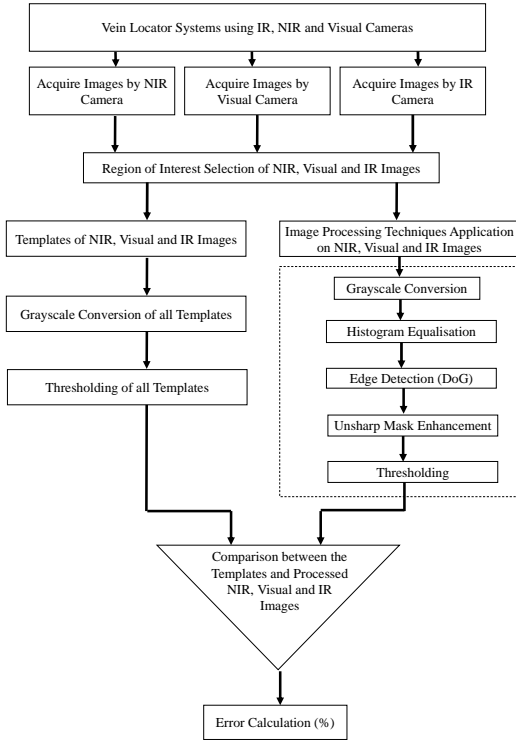 Vein Locator Systems using IR, NIR and Visual Cameras
Acquire Images by NIR
Camera
Acquire Images by
Visual Camera
Acquire Images by IR
Camera
Region of Interest Selection of NIR, Visual and IR Images
Templates of NIR, Visual and IR Images
Grayscale Conversion of all Templates
Thresholding of all Templates
Image Processing Techniques Application
on NIR, Visual and IR Images
Grayscale Conversion
Histogram Equalisation
Edge Detection (DoG)
Unsharp Mask Enhancement
Thresholding
Comparison between the
Templates and Processed
NIR, Visual and IR
Images
Error Calculation (%)